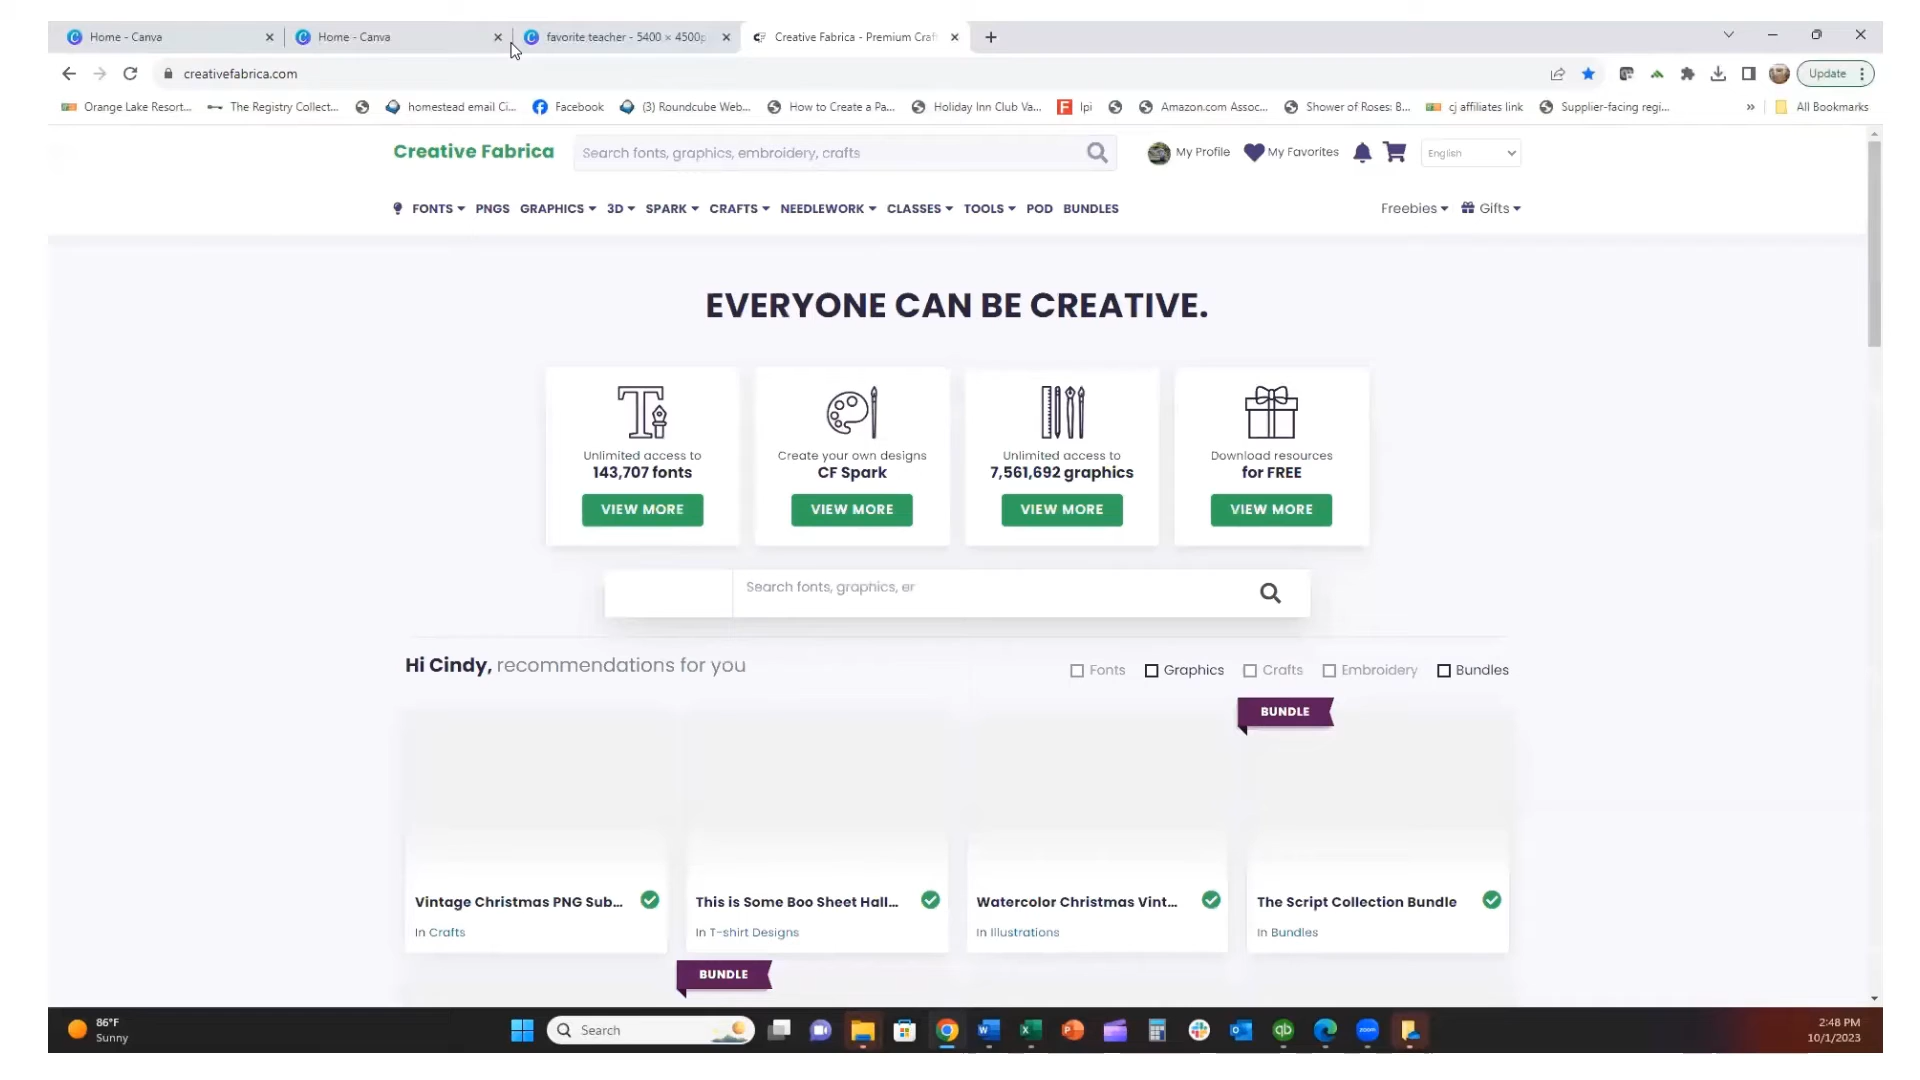 Home - Canva
Home - Canva
favorite teacher - 5400 × 4500p
Creative Fabrica - Premium Craf
creativefabrica.com
Update
Orange Lake Resort...
The Registry Collect...
homestead email Ci...
Facebook
(3) Roundcube Web...
How to Create a Pa...
Holiday Inn Club Va...
Ipi
Amazon.com Assoc...
Shower of Roses: B...
cj affiliates link
Supplier-facing regi...
»
All Bookmarks
Creative Fabrica
Search fonts, graphics, embroidery, crafts
My Profile
My Favorites
English
FONTS
PNGS
GRAPHICS
3D
SPARK
CRAFTS
NEEDLEWORK
CLASSES
TOOLS
POD
BUNDLES
Freebies
Gifts
EVERYONE CAN BE CREATIVE.
Unlimited access to
143,707 fonts
VIEW MORE
Create your own designs
CF Spark
VIEW MORE
Unlimited access to
7,561,692 graphics
VIEW MORE
Download resources
for FREE
VIEW MORE
Search fonts, graphics, er
Hi Cindy, recommendations for you
Fonts
Graphics
Crafts
Embroidery
Bundles
BUNDLE
Vintage Christmas PNG Sub...
In Crafts
This is Some Boo Sheet Hall...
In T-shirt Designs
Watercolor Christmas Vint...
In Illustrations
The Script Collection Bundle
In Bundles
BUNDLE
86°F
Sunny
Search
2:48 PM
10/1/2023